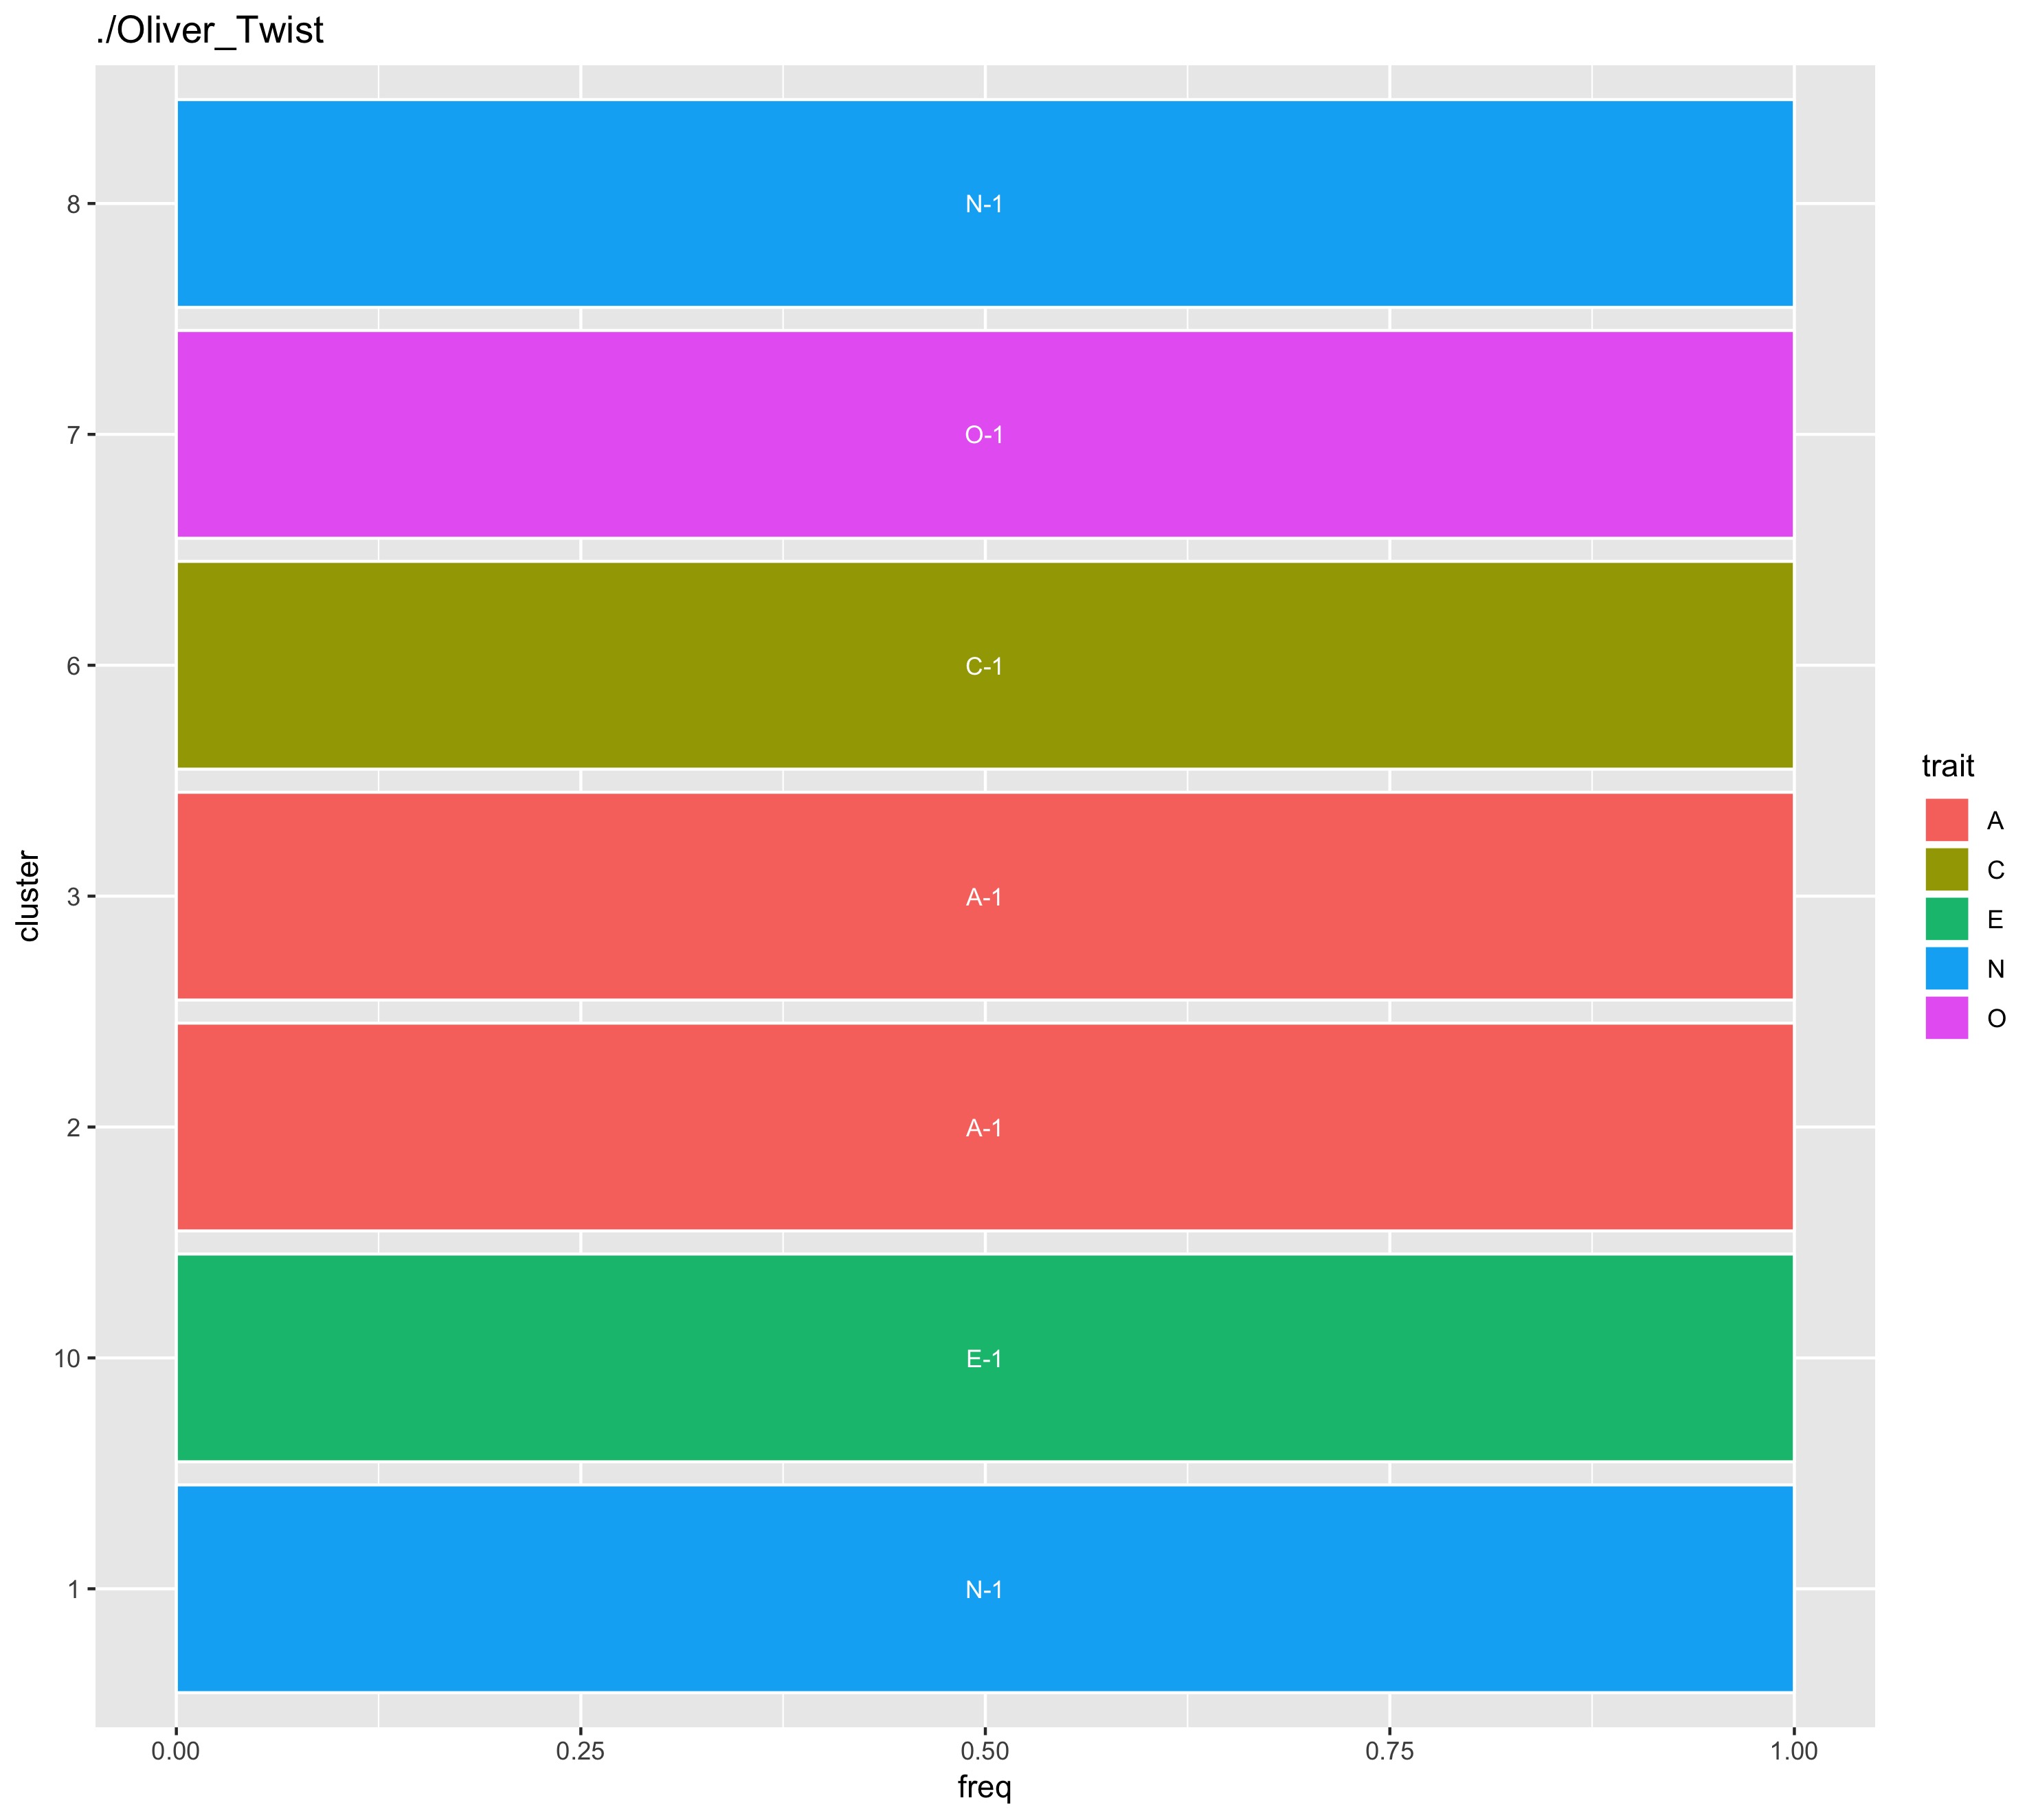 ./Oliver_Twist
cluster
8
N-1
7
O-1
6
C-1
3
A-1
2
A-1
10
E-1
1
N-1
0.00 0.25 0.50 0.75 1.00
freq
trait
A
C
E
N
O